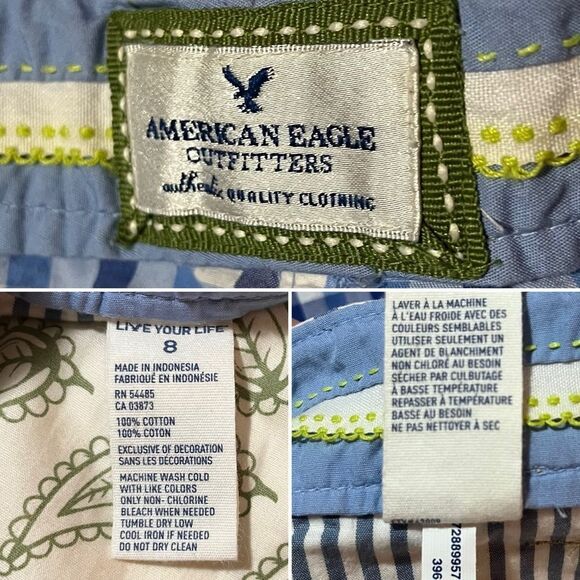 AMERICAN EAGLE
OUTFITTERS
authentic QUALITY CLOTHING
LIVE YOUR LIFE™
8
MADE IN INDONESIA
FABRIQUÉ EN INDONÉSIE
RN 54485
CA 03873
100% COTTON
100% COTON
EXCLUSIVE OF DECORATION
SANS LES DÉCORATIONS
MACHINE WASH COLD
WITH LIKE COLORS
ONLY NON- CHLORINE
BLEACH WHEN NEEDED
TUMBLE DRY LOW
COOL IRON IF NEEDED
DO NOT DRY CLEAN
LAVER À LA MACHINE
À L'EAU FROIDE AVEC DES
COULEURS SEMBLABLES
UTILISER SEULEMENT UN
AGENT DE BLANCHIMENT
NON CHLORÉ AU BESOIN
SÉCHER PAR CULBUTAGE
À BASSE TEMPÉRATURE
REPASSER À TEMPÉRATURE
BASSE AU BESOIN
NE PAS NETTOYER À SEC